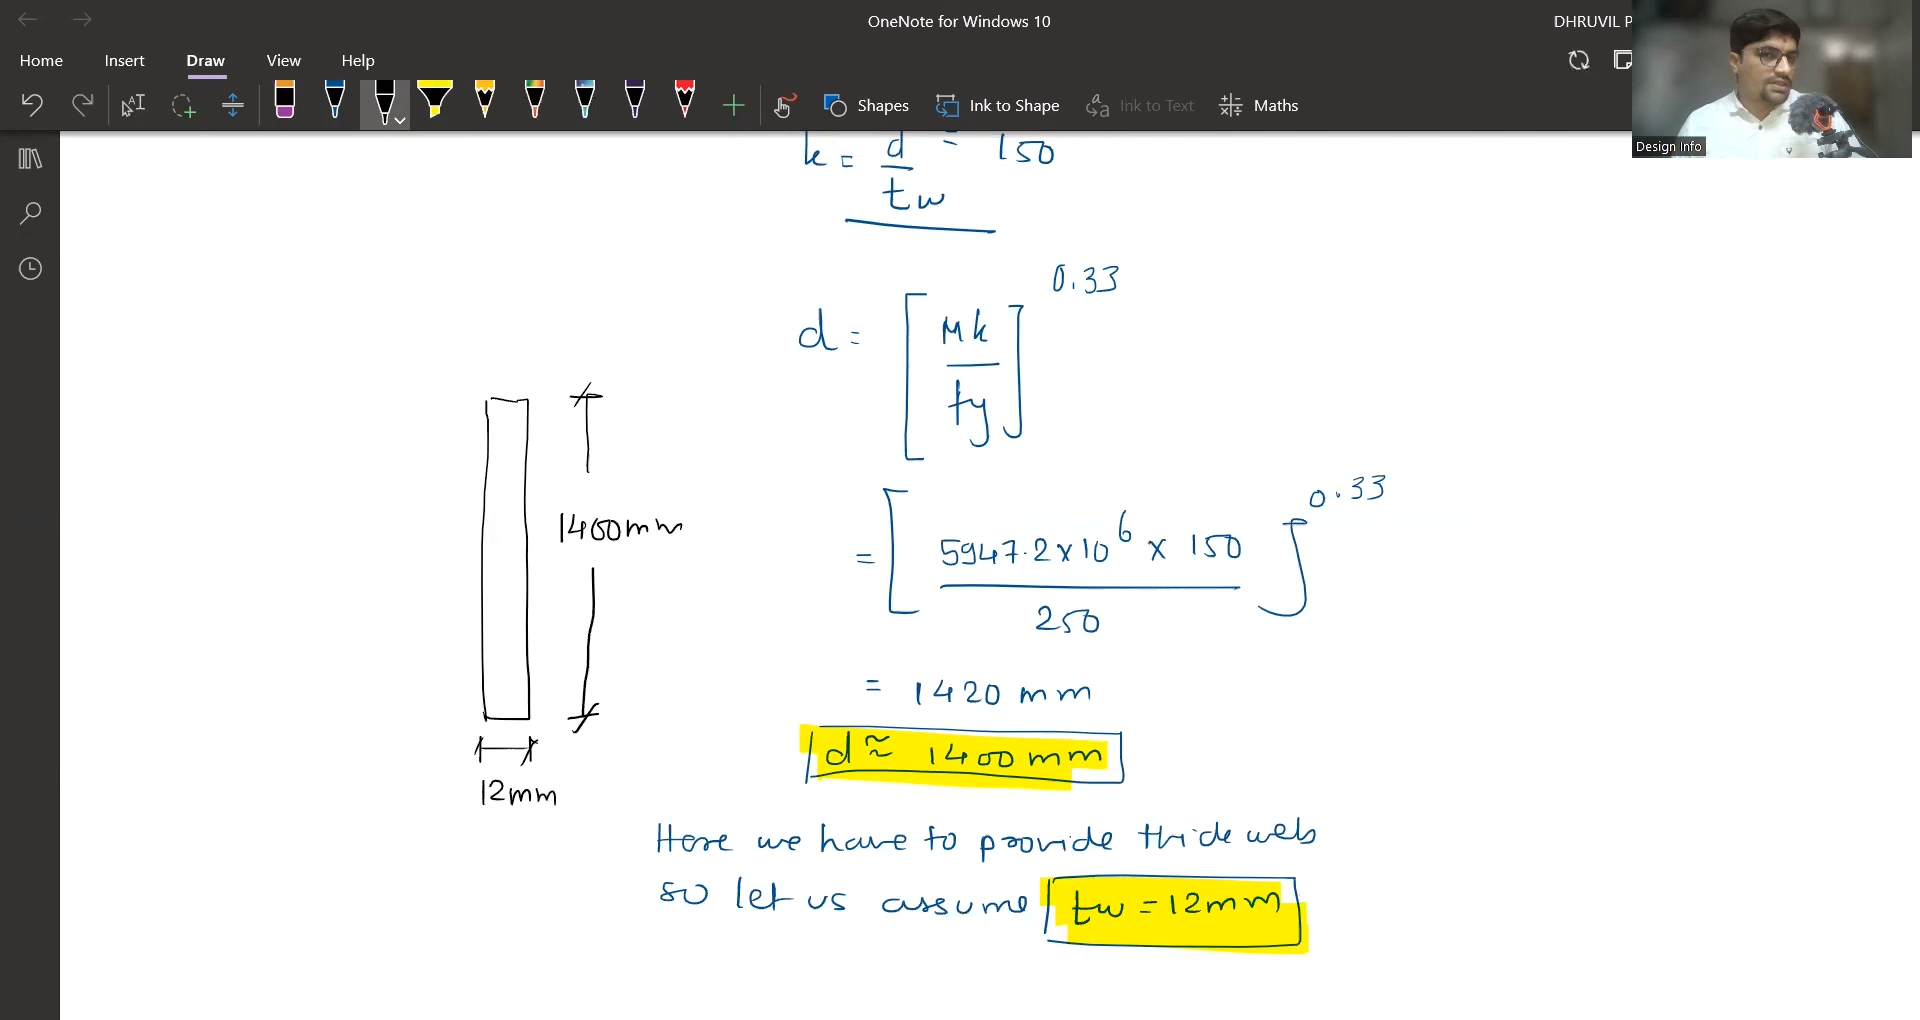 OneNote for Windows 10
DHRUVIL P
Home Insert Draw View Help
Shapes Ink to Shape Ink to Text Maths
Design Info
k = d / tw = 150
d = [ Mk / fy ] 0.33
= [ 5947.2 x 10 6 x 150 / 250 ] 0.33
= 1420 mm
d ≈ 1400 mm
1400mm
12mm
Here we have to provide web
so let us assume tw = 12mm